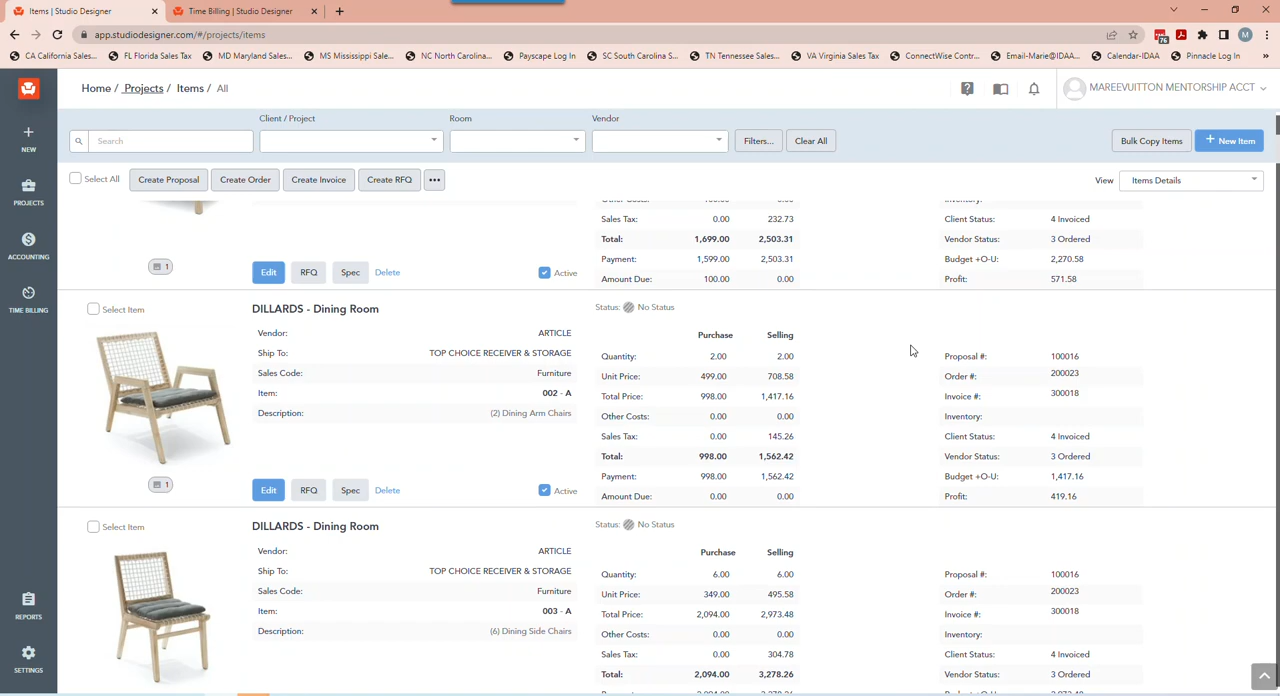 Items | Studio Designer
Time Billing | Studio Designer
app.studiodesigner.com/#/projects/items
76
M
CA California Sales...
FL Florida Sales Tax
MD Maryland Sales...
MS Mississippi Sale...
NC North Carolina...
Payscape Log In
SC South Carolina S...
TN Tennessee Sales...
VA Virginia Sales Tax
ConnectWise Contr...
Email-Marie@IDAA...
Calendar-IDAA
Pinnacle Log In
»
Home / Projects / Items / All
MAREEVUITTON MENTORSHIP ACCT
NEW
PROJECTS
ACCOUNTING
TIME BILLING
REPORTS
SETTINGS
Client / Project
Room
Vendor
Search
Filters...
Clear All
Bulk Copy Items
+ New Item
Select All
Create Proposal
Create Order
Create Invoice
Create RFQ
•••
View
Items Details
Sales Tax: 0.00 232.73
Client Status: 4 Invoiced
Total: 1,699.00 2,503.31
Vendor Status: 3 Ordered
Payment: 1,599.00 2,503.31
Budget +O-U: 2,270.58
1
Edit
RFQ
Spec
Delete
Active
Amount Due: 100.00 0.00
Profit: 571.58
Select Item
DILLARDS - Dining Room
Status: No Status
Vendor: ARTICLE
Ship To: TOP CHOICE RECEIVER & STORAGE
Sales Code: Furniture
Item: 002 - A
Description: (2) Dining Arm Chairs
Purchase Selling
Quantity: 2.00 2.00
Unit Price: 499.00 708.58
Total Price: 998.00 1,417.16
Other Costs: 0.00 0.00
Sales Tax: 0.00 145.26
Total: 998.00 1,562.42
Payment: 998.00 1,562.42
Amount Due: 0.00 0.00
Proposal #: 100016
Order #: 200023
Invoice #: 300018
Inventory:
Client Status: 4 Invoiced
Vendor Status: 3 Ordered
Budget +O-U: 1,417.16
Profit: 419.16
1
Edit
RFQ
Spec
Delete
Active
Select Item
DILLARDS - Dining Room
Status: No Status
Vendor: ARTICLE
Ship To: TOP CHOICE RECEIVER & STORAGE
Sales Code: Furniture
Item: 003 - A
Description: (6) Dining Side Chairs
Purchase Selling
Quantity: 6.00 6.00
Unit Price: 349.00 495.58
Total Price: 2,094.00 2,973.48
Other Costs: 0.00 0.00
Sales Tax: 0.00 304.78
Total: 2,094.00 3,278.26
Proposal #: 100016
Order #: 200023
Invoice #: 300018
Inventory:
Client Status: 4 Invoiced
Vendor Status: 3 Ordered